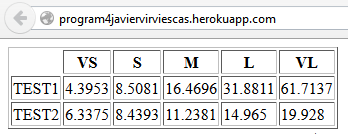 program4javiervirviescas.herokuapp.com
VS S M L VL
TEST1 4.3953 8.5081 16.4696 31.8811 61.7137
TEST2 6.3375 8.4393 11.2381 14.965 19.928